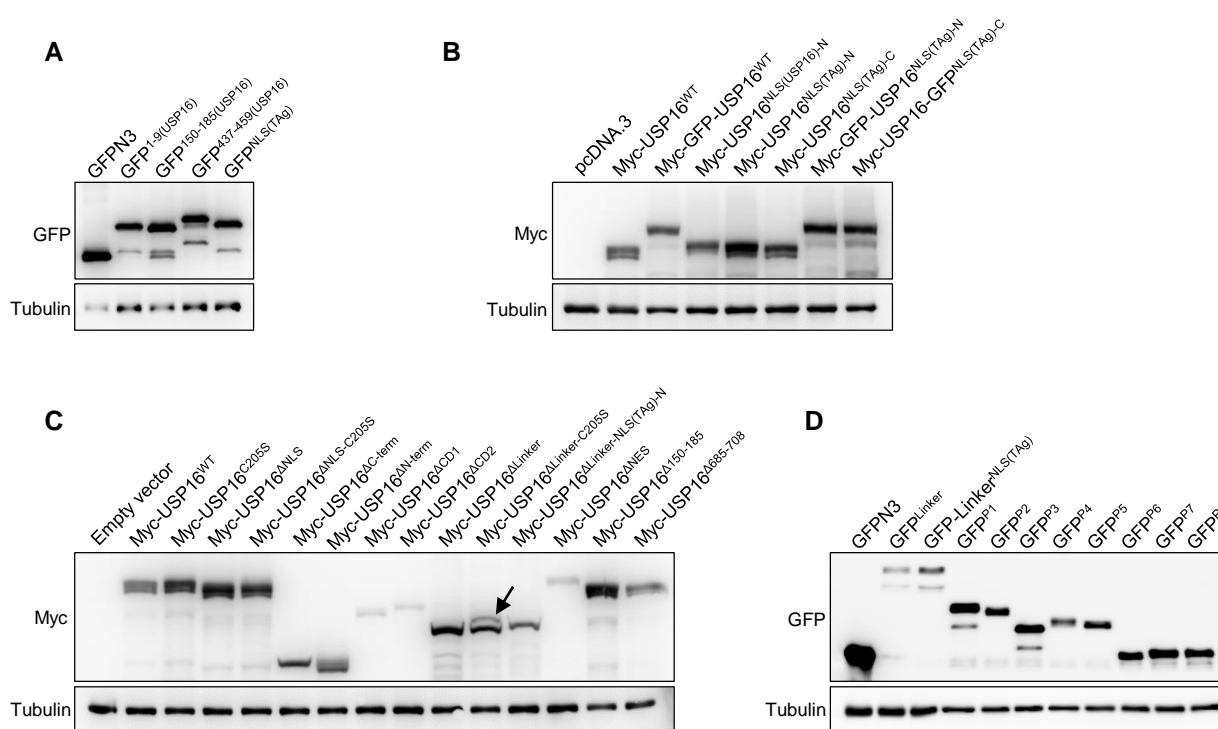 A
GFPN3
GFP1-9(USP16)
GFP150-185(USP16)
GFP437-459(USP16)
GFPNLS(TAg)
GFP
Tubulin
B
pcDNA.3
Myc-USP16WT
Myc-GFP-USP16WT
Myc-USP16NLS(USP16)-N
Myc-USP16NLS(TAg)-N
Myc-USP16NLS(TAg)-C
Myc-GFP-USP16NLS(TAg)-N
Myc-USP16-GFPNLS(TAg)-C
Myc
Tubulin
C
Empty vector
Myc-USP16WT
Myc-USP16C205S
Myc-USP16ΔNLS
Myc-USP16ΔNLS-C205S
Myc-USP16ΔC-term
Myc-USP16ΔN-term
Myc-USP16ΔCD1
Myc-USP16ΔCD2
Myc-USP16ΔLinker
Myc-USP16ΔLinker-C205S
Myc-USP16ΔLinker-NLS(TAg)-N
Myc-USP16ΔNES
Myc-USP16Δ150-185
Myc-USP16Δ685-708
Myc
Tubulin
D
GFPN3
GFPLinker
GFP-LinkerNLS(TAg)
GFPP1
GFPP2
GFPP3
GFPP4
GFPP5
GFPP6
GFPP7
GFPP8
GFP
Tubulin